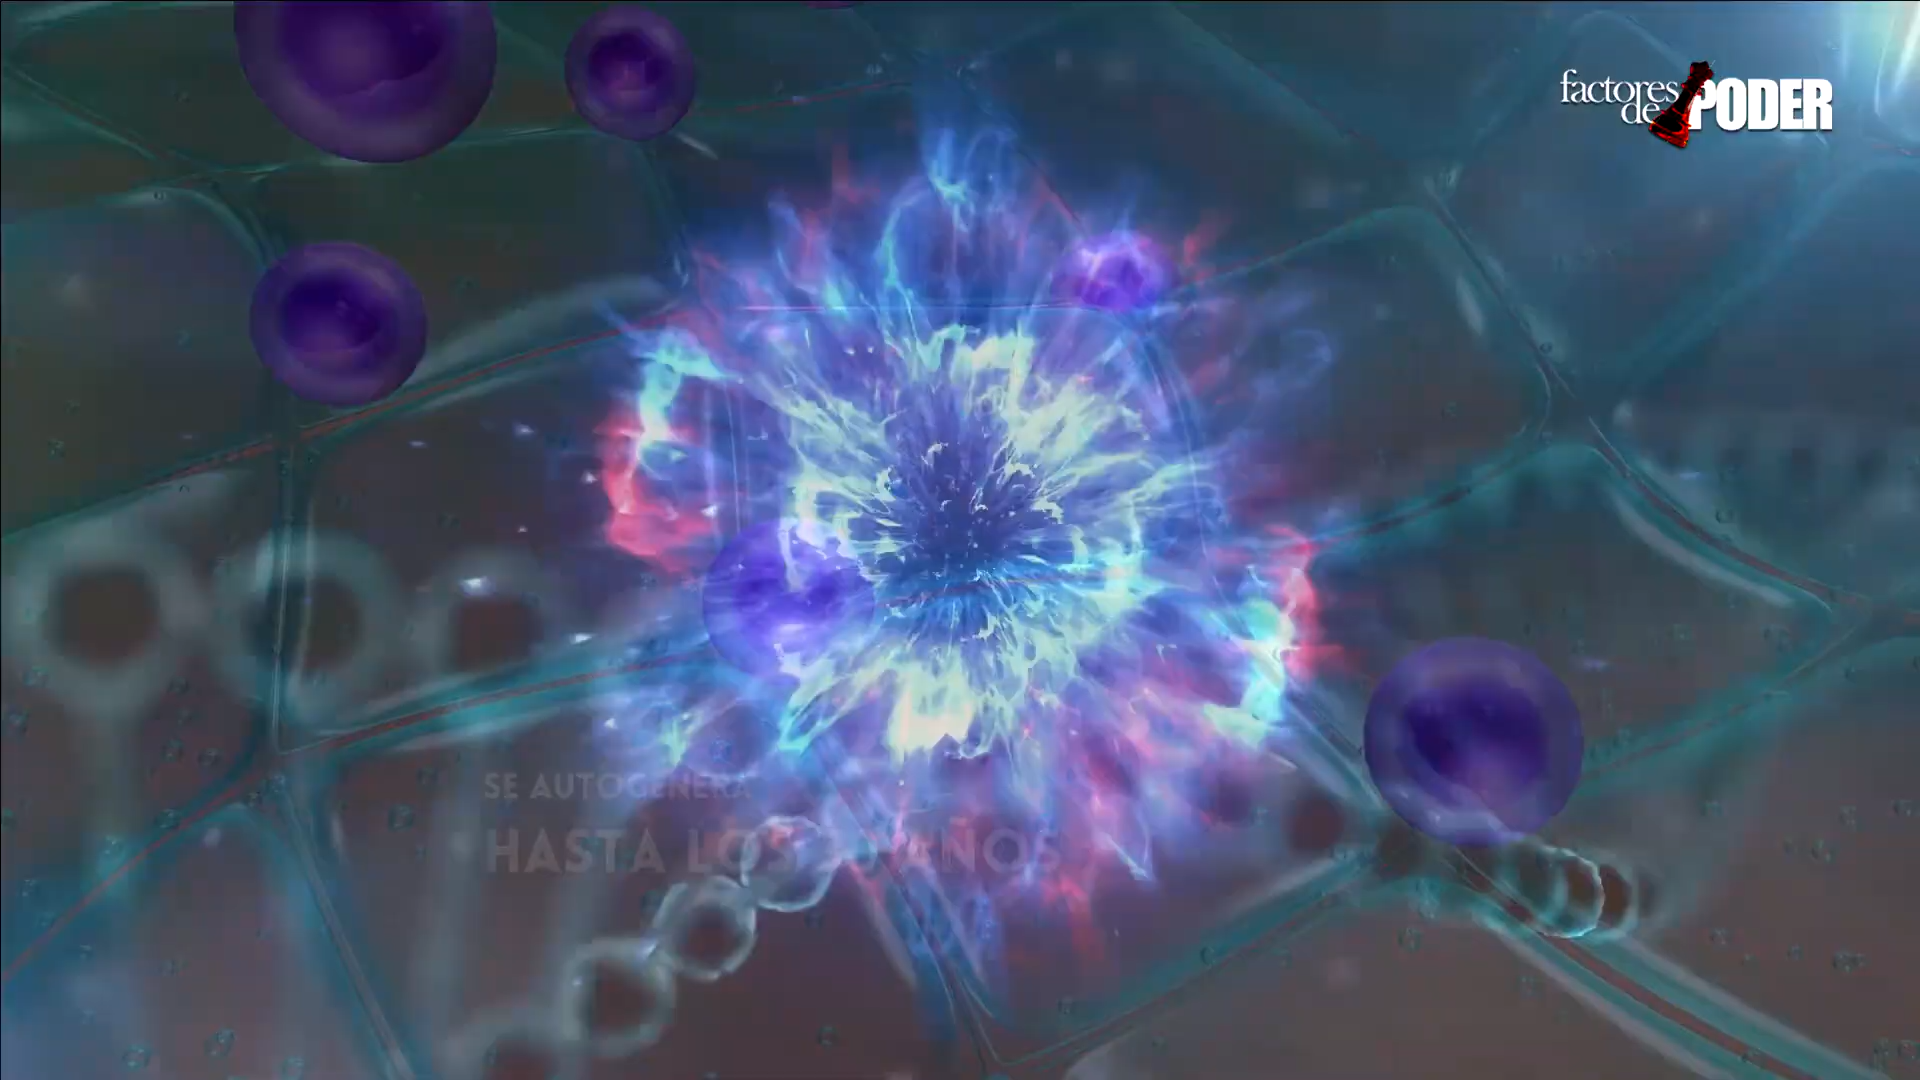 factores
de PODER
SE AUTOGENERA
HASTA LOS AÑOS